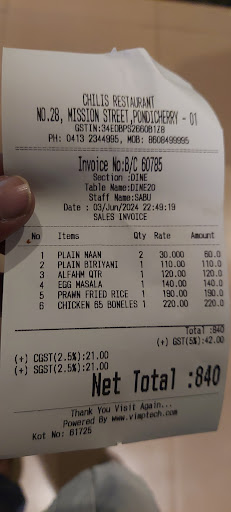 CHILIS RESTAURANT
NO.28, MISSION STREET,PONDICHERRY - 01
GSTIN:34EDBPS2660B1Z8
PH: 0413 2344995, MOB: 8608499995
Invoice No:B/C 60785
Section :DINE
Table Name:DINE20
Staff Name:SABU
Date : 03/Jun/2024 22:49:19
SALES INVOICE
No Items Qty Rate Amount
1 PLAIN NAAN 2 30.000 60.0
2 PLAIN BIRIYANI 1 110.00 110.0
3 ALFAHM QTR 1 120.00 120.0
4 EGG MASALA 1 140.00 140.0
5 PRAWN FRIED RICE 1 190.00 190.0
6 CHICKEN 65 BONELES 1 220.00 220.0
Total :840
(+) GST(5%):42.00
(+) CGST(2.5%):21.00
(+) SGST(2.5%):21.00
Net Total :840
Thank You Visit Again...
Powered By www.vimptech.com
Kot No: 61725